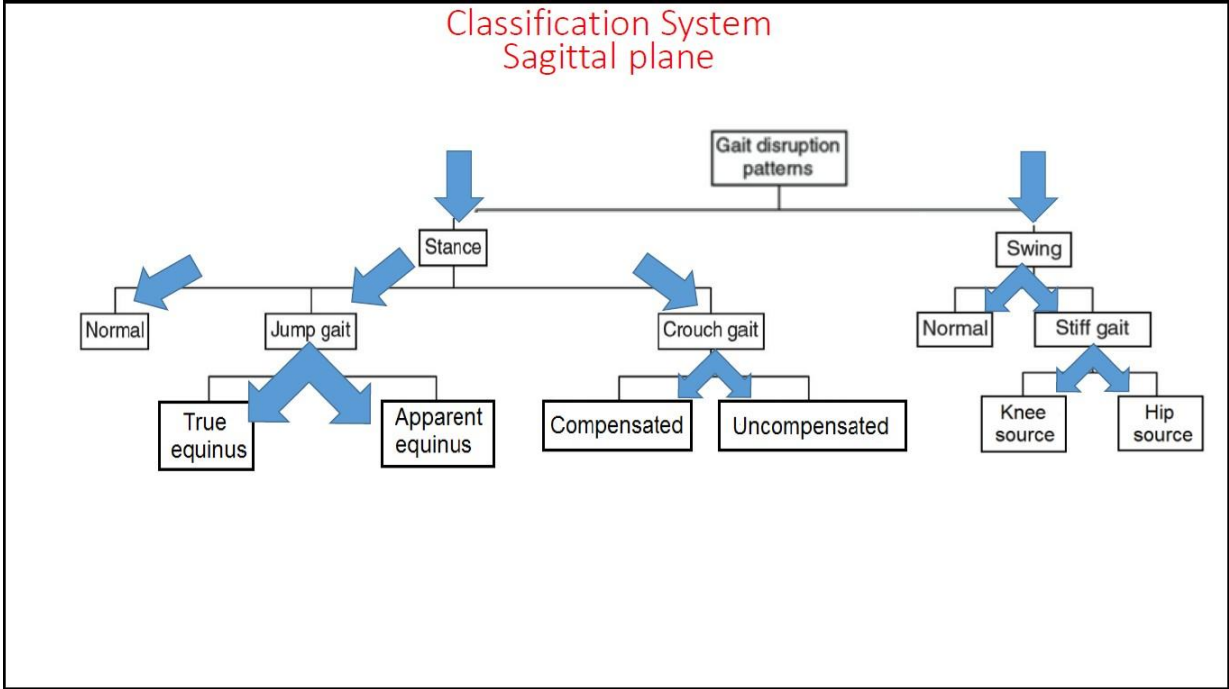 Classification System
Sagittal plane
Gait disruption
patterns
Stance
Swing
Normal
Jump gait
Crouch gait
Normal
Stiff gait
True
equinus
Apparent
equinus
Compensated
Uncompensated
Knee
source
Hip
source